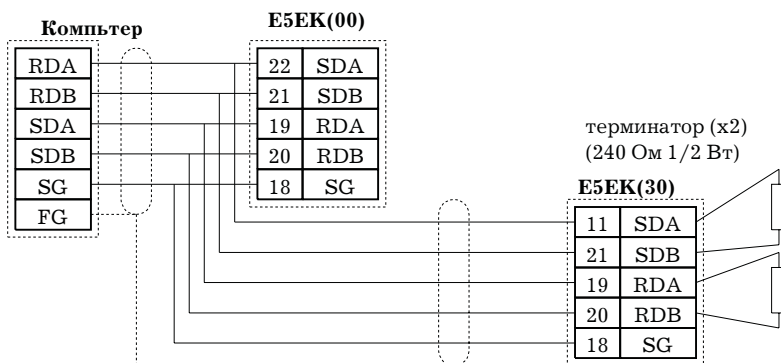 Компьтер
RDA
RDB
SDA
SDB
SG
FG
E5EK(00)
22 SDA
21 SDB
19 RDA
20 RDB
18 SG
терминатор (x2)
(240 Ом 1/2 Вт)
E5EK(30)
11 SDA
21 SDB
19 RDA
20 RDB
18 SG